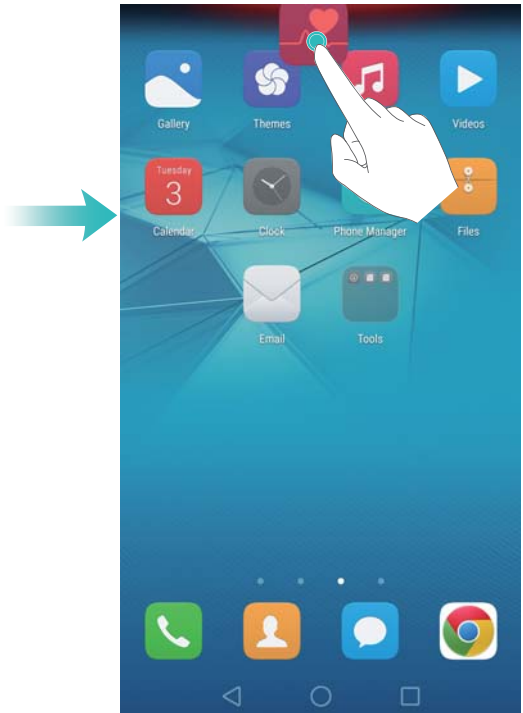 Gallery Themes Videos
Tuesday
3
Calendar Clock Phone Manager Files
Email Tools